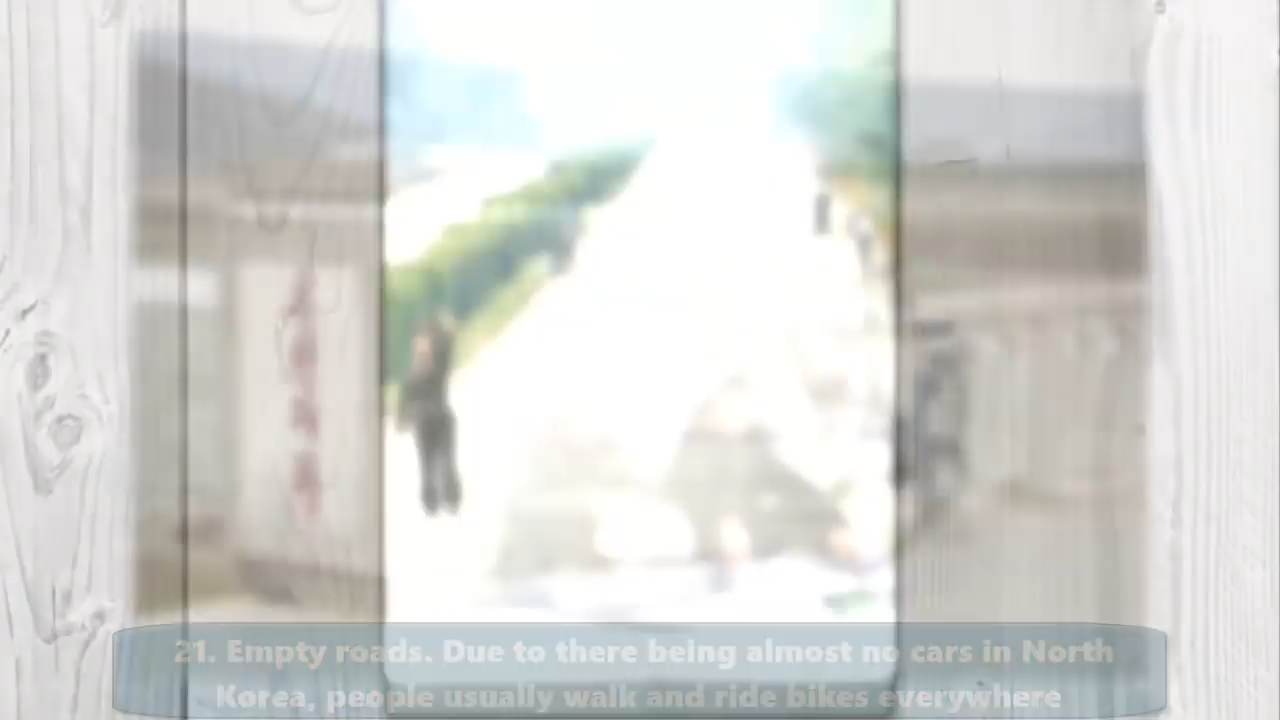 21. Empty roads. Due to there being almost no cars in North
Korea, people usually walk and ride bikes everywhere